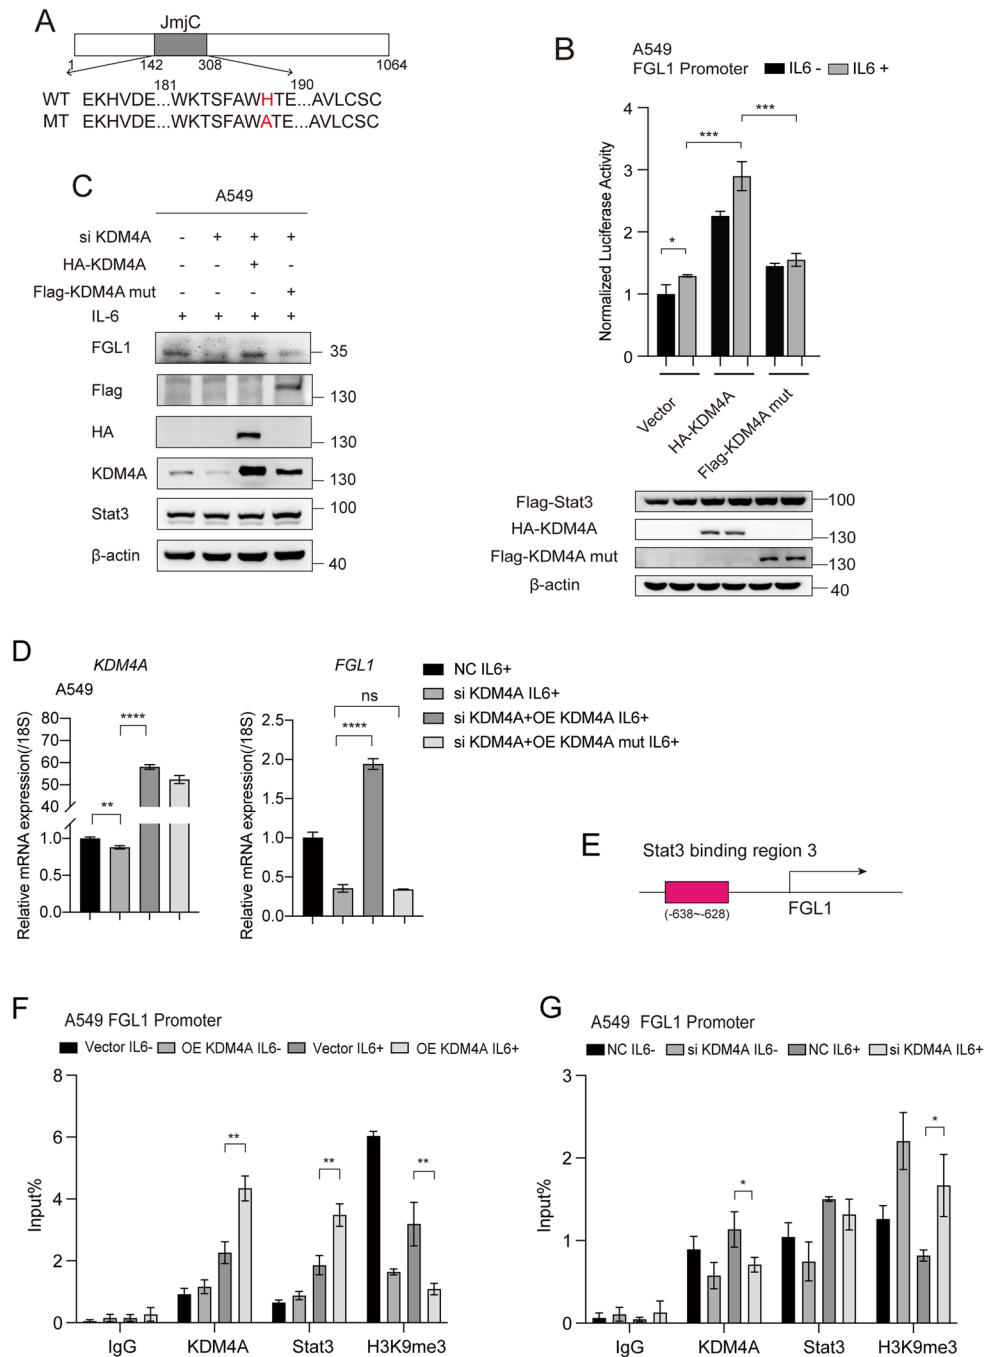 A
JmjC
1 142 308 1064
181 190
WT EKHVDE...WKTSFAWHTE...AVLCSC
MT EKHVDE...WKTSFAWATE...AVLCSC
B
A549
FGL1 Promoter IL6 - IL6 +
Normalized Luciferase Activity
4
3
2
1
0
* *** ***
Vector
HA-KDM4A
Flag-KDM4A mut
Flag-Stat3 100
HA-KDM4A 130
Flag-KDM4A mut 130
β-actin 40
C
A549
si KDM4A - + + +
HA-KDM4A - - + -
Flag-KDM4A mut - - - +
IL-6 + + + +
FGL1 35
Flag 130
HA 130
KDM4A 130
Stat3 100
β-actin 40
D
KDM4A
A549
Relative mRNA expression(/18S)
80
70
60
50
40
1.0
0.5
0.0
** ****
FGL1
Relative mRNA expression(/18S)
2.5
2.0
1.5
1.0
0.5
0.0
ns
****
NC IL6+
si KDM4A IL6+
si KDM4A+OE KDM4A IL6+
si KDM4A+OE KDM4A mut IL6+
E
Stat3 binding region 3
(-638~-628)
FGL1
F
A549 FGL1 Promoter
Vector IL6- OE KDM4A IL6- Vector IL6+ OE KDM4A IL6+
Input%
8
6
4
2
0
** ** **
IgG KDM4A Stat3 H3K9me3
G
A549 FGL1 Promoter
NC IL6- si KDM4A IL6- NC IL6+ si KDM4A IL6+
Input%
3
2
1
0
* *
IgG KDM4A Stat3 H3K9me3